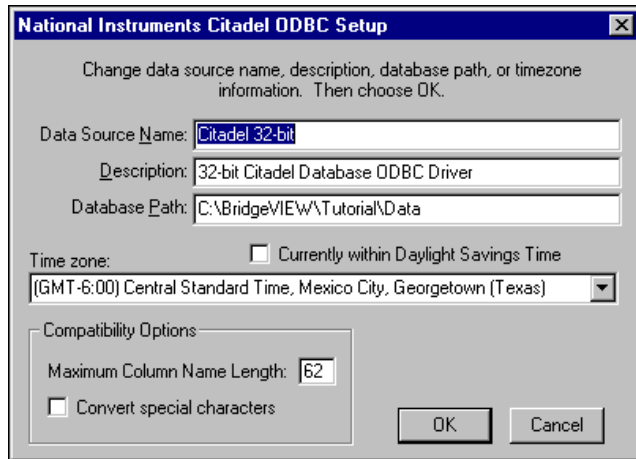 National Instruments Citadel ODBC Setup
Change data source name, description, database path, or timezone
information. Then choose OK.
Data Source Name: Citadel 32-bit
Description: 32-bit Citadel Database ODBC Driver
Database Path: C:\BridgeVIEW\Tutorial\Data
Currently within Daylight Savings Time
Time zone:
(GMT-6:00) Central Standard Time, Mexico City, Georgetown (Texas)
Compatibility Options
Maximum Column Name Length: 62
Convert special characters
OK Cancel